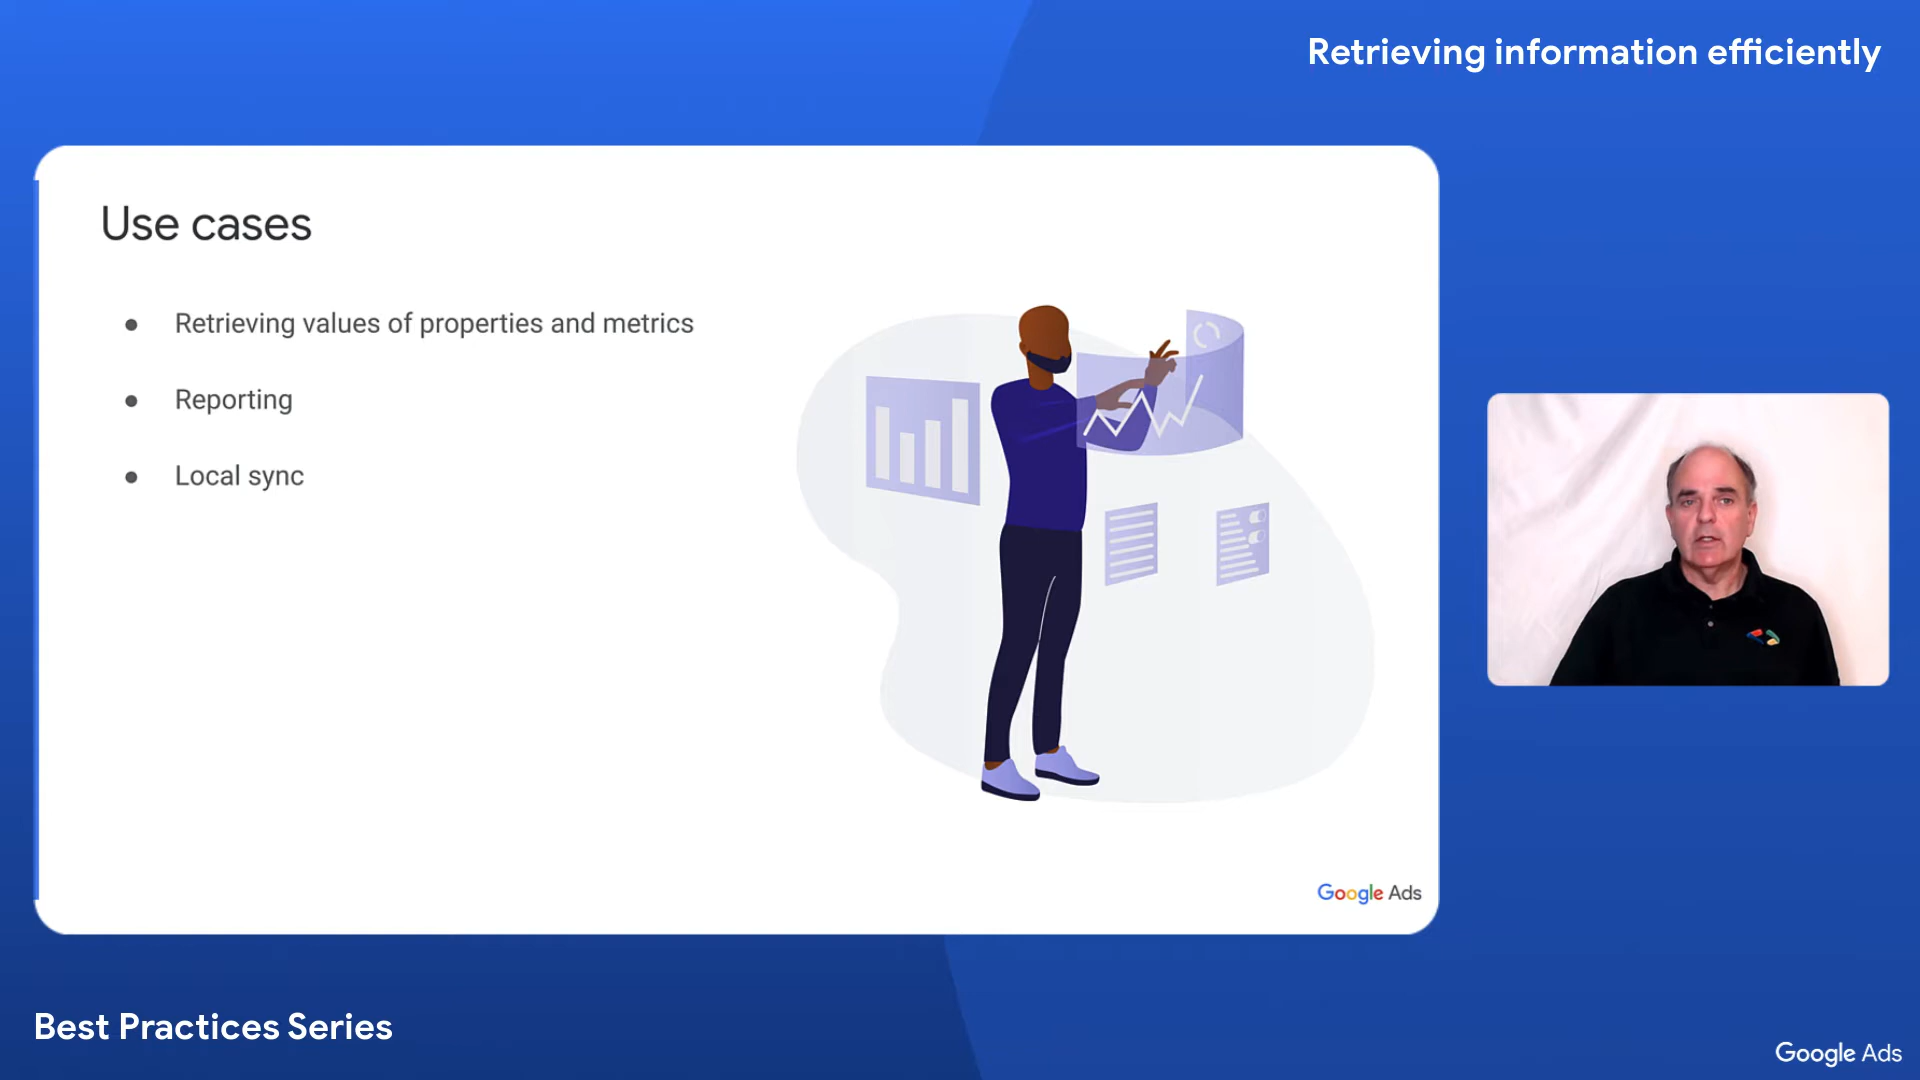 Retrieving information efficiently
Use cases
● Retrieving values of properties and metrics
● Reporting
● Local sync
Google Ads
Best Practices Series
Google Ads